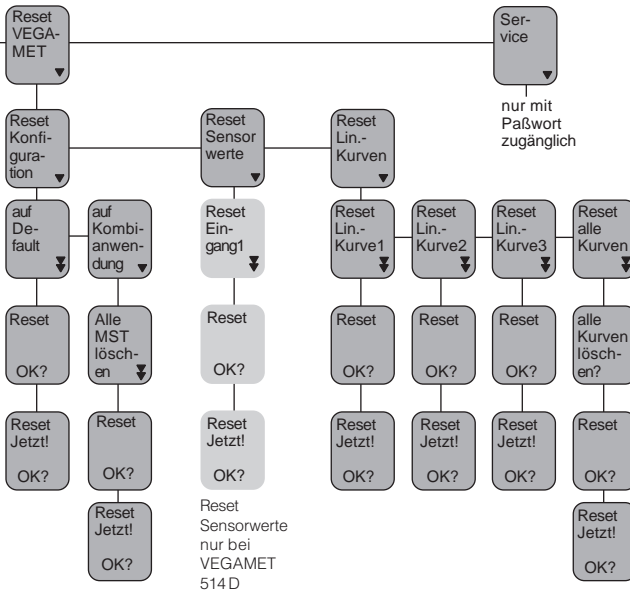 Reset
VEGA-
MET
Ser-
vice
nur mit
Paßwort
zugänglich
Reset
Konfi-
gura-
tion
Reset
Sensor
werte
Reset
Lin.-
Kurven
auf
De-
fault
auf
Kombi-
anwen-
dung
Reset
Ein-
gang1
Reset
Lin.-
Kurve1
Reset
Lin.-
Kurve2
Reset
Lin.-
Kurve3
Reset
alle
Kurven
Reset
OK?
Alle
MST
lösch-
en
Reset
OK?
Reset
OK?
Reset
OK?
Reset
OK?
alle
Kurven
lösch-
en?
Reset
Jetzt!
OK?
Reset
OK?
Reset
Jetzt!
OK?
Reset
Jetzt!
OK?
Reset
Jetzt!
OK?
Reset
Jetzt!
OK?
Reset
OK?
Reset
Jetzt!
OK?
Reset
Sensorwerte
nur bei
VEGAMET
514 D
Reset
Jetzt!
OK?